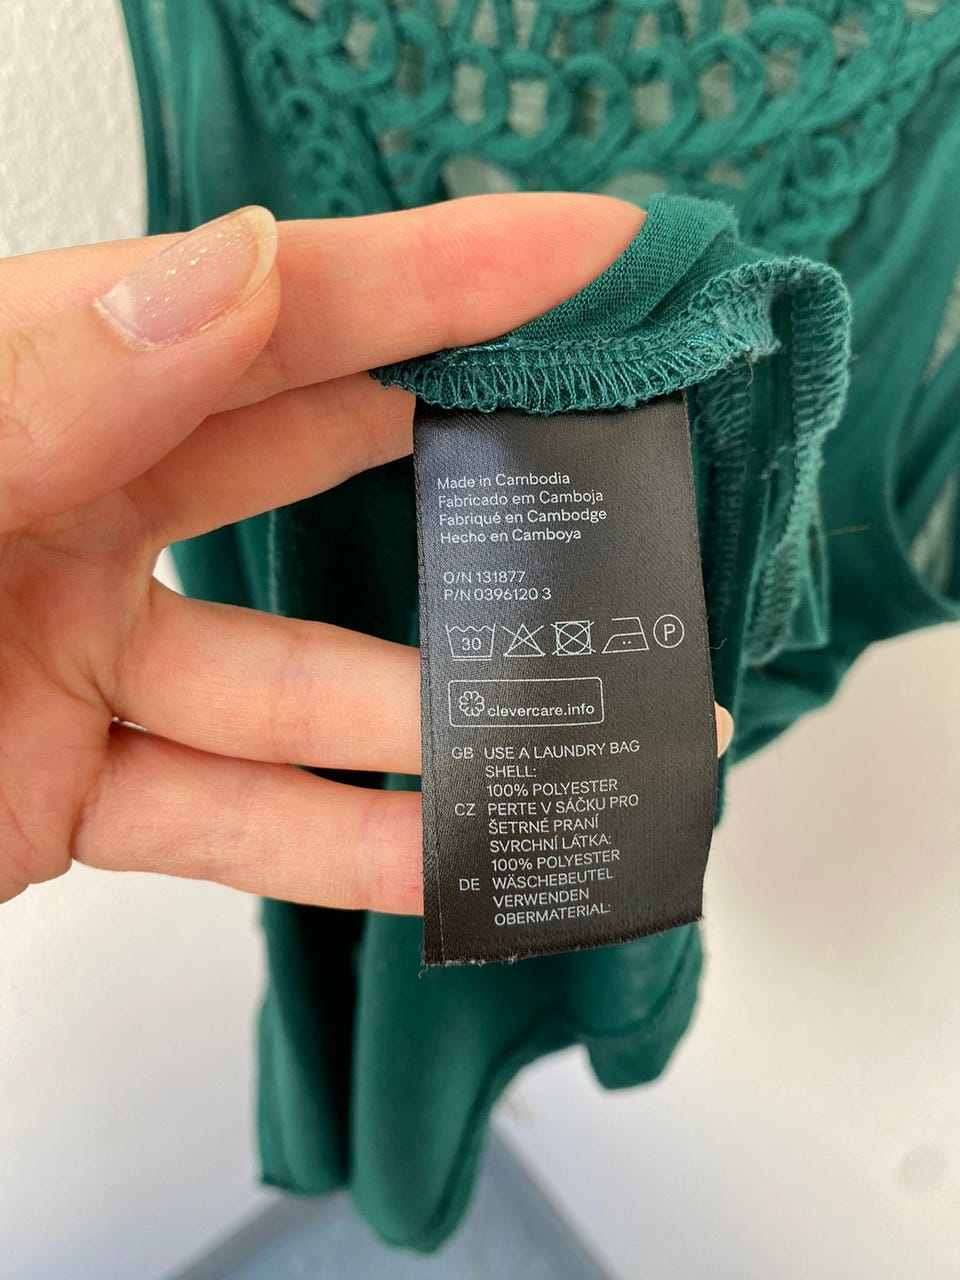 Made in Cambodia
Fabricado em Camboja
Fabriqué en Cambodge
Hecho en Camboya
O/N 131877
P/N 0396120 3
30 P
clevercare.info
GB USE A LAUNDRY BAG
SHELL:
100% POLYESTER
CZ PERTE V SÁČKU PRO
ŠETRNÉ PRANÍ
SVRCHNÍ LÁTKA:
100% POLYESTER
DE WÄSCHEBEUTEL
VERWENDEN
OBERMATERIAL: